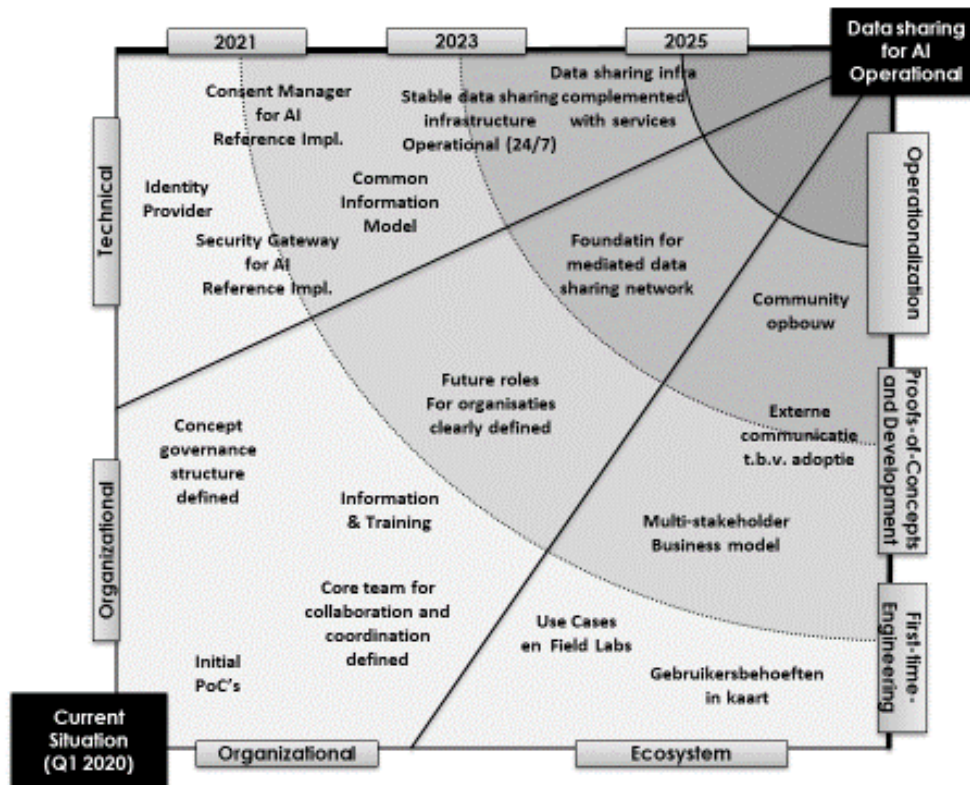 2021
2023
2025
Data sharing
for AI
Operational
Consent Manager
for AI
Reference Impl.
Stable data sharing
infrastructure
Operational (24/7)
Data sharing infra
complemented
with services
Technical
Identity
Provider
Common
Information
Model
Security Gateway
for AI
Reference Impl.
Foundatin for
mediated data
sharing network
Operationalization
Community
opbouw
Future roles
For organisaties
clearly defined
Externe
communicatie
t.b.v. adoptie
Proofs-of-Concepts
and Development
Concept
governance
structure
defined
Organizational
Information
& Training
Multi-stakeholder
Business model
Core team for
collaboration and
coordination
defined
Use Cases
en Field Labs
First-time-
Engineering
Initial
PoC's
Gebruikersbehoeften
in kaart
Current
Situation
(Q1 2020)
Organizational
Ecosystem